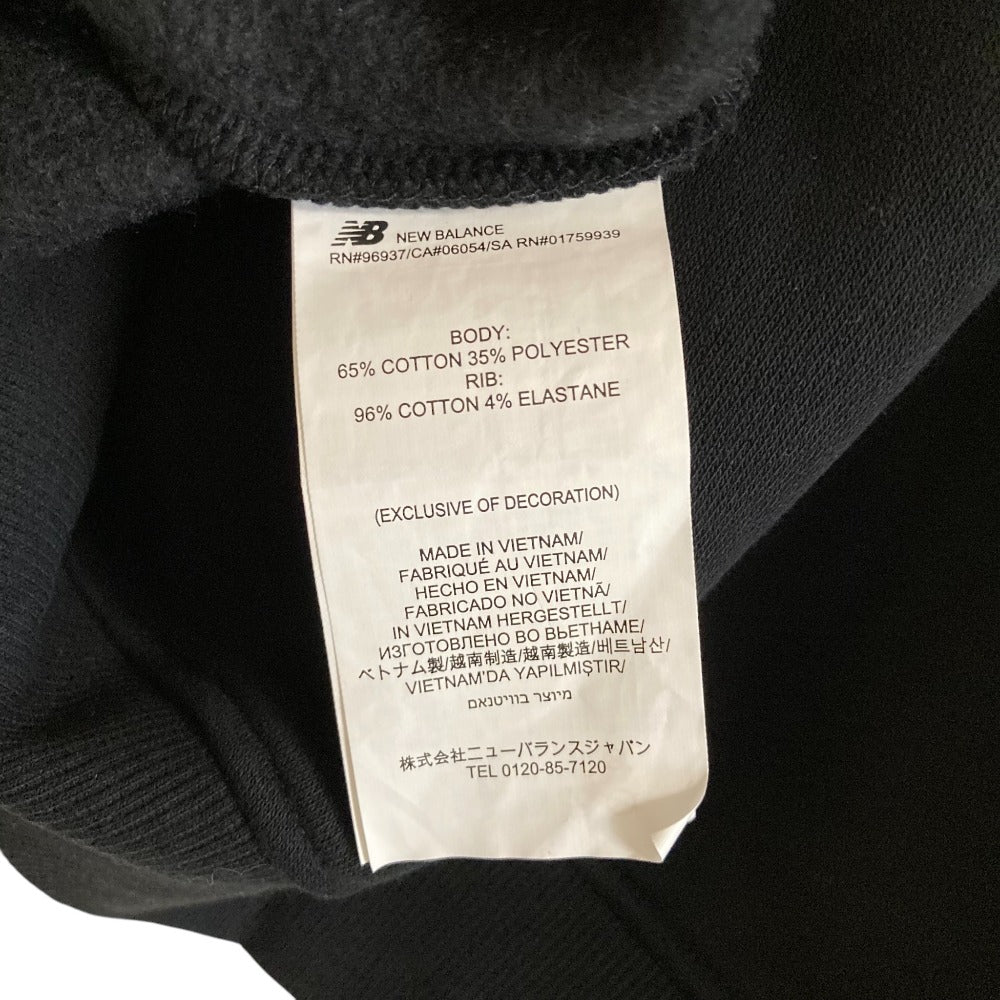 NB NEW BALANCE
RN#96937/CA#06054/SA RN#01759939
BODY:
65% COTTON 35% POLYESTER
RIB:
96% COTTON 4% ELASTANE
(EXCLUSIVE OF DECORATION)
MADE IN VIETNAM/
FABRIQUÉ AU VIETNAM/
HECHO EN VIETNAM/
FABRICADO NO VIETNÃ/
IN VIETNAM HERGESTELLT/
ИЗГОТОВЛЕНО ВО ВЬЕТНАМЕ/
ベトナム製/越南制造/越南製造/베트남산/
VIETNAM'DA YAPILMIŞTIR/
מיוצר בוויטנאם
株式会社ニューバランスジャパン
TEL 0120-85-7120